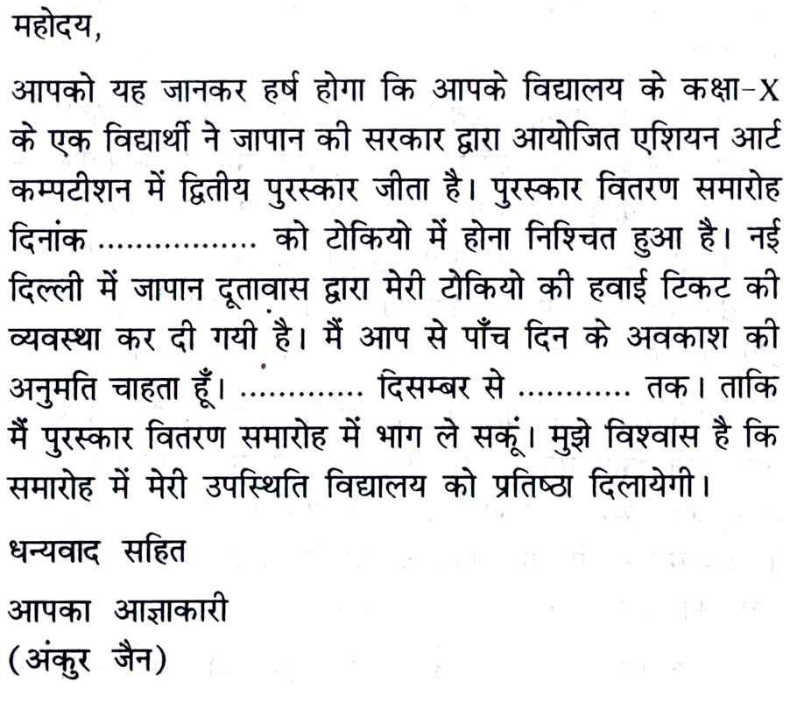 महोदय,
आपको यह जानकर हर्ष होगा कि आपके विद्यालय के कक्षा-X
के एक विद्यार्थी ने जापान की सरकार द्वारा आयोजित एशियन आर्ट
कम्पटीशन में द्वितीय पुरस्कार जीता है। पुरस्कार वितरण समारोह
दिनांक .................. को टोकियो में होना निश्चित हुआ है। नई
दिल्ली में जापान दूतावास द्वारा मेरी टोकियो की हवाई टिकट की
व्यवस्था कर दी गयी है। मैं आप से पाँच दिन के अवकाश की
अनुमति चाहता हूँ। ............. दिसम्बर से ............ तक। ताकि
मैं पुरस्कार वितरण समारोह में भाग ले सकूं। मुझे विश्वास है कि
समारोह में मेरी उपस्थिति विद्यालय को प्रतिष्ठा दिलायेगी।
धन्यवाद सहित
आपका आज्ञाकारी
(अंकुर जैन)